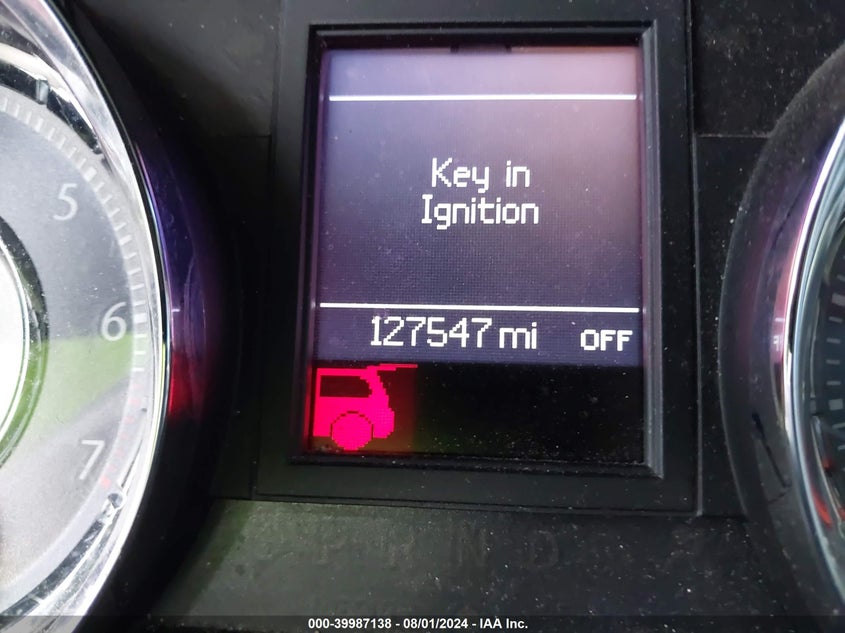 Key in
Ignition
127547 mi OFF
5
6
7
P R N D
000-39987138 - 08/01/2024 - IAA Inc.